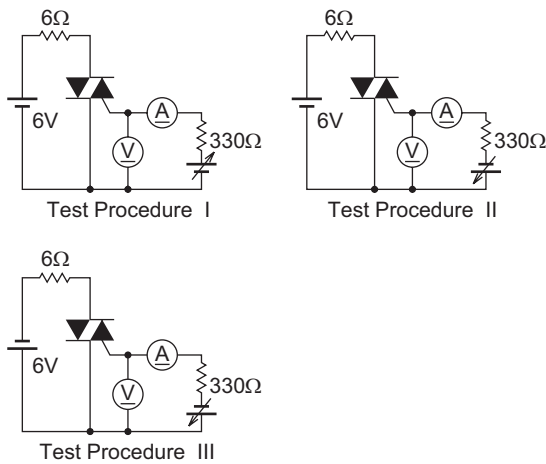 6Ω
6V
A
V
330Ω
Test Procedure I
6Ω
6V
A
V
330Ω
Test Procedure II
6Ω
6V
A
V
330Ω
Test Procedure III